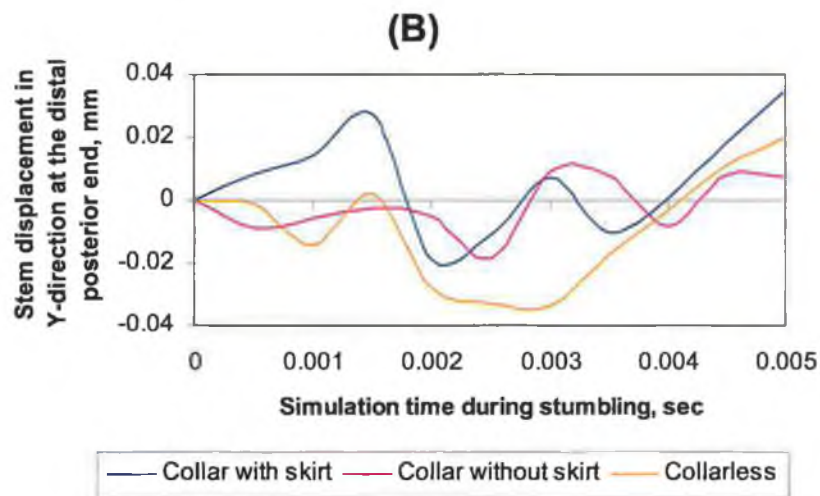 (B)
Stem displacement in
Y-direction at the distal
posterior end, mm
0.04
0.02
0
-0.02
-0.04
0 0.001 0.002 0.003 0.004 0.005
Simulation time during stumbling, sec
Collar with skirt Collar without skirt Collarless